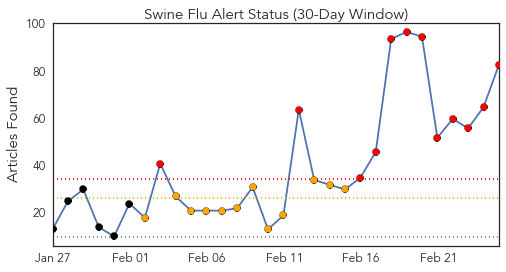 Swine Flu Alert Status (30-Day Window)
Articles Found
100
80
60
40
20
Jan 27 Feb 01 Feb 06 Feb 11 Feb 16 Feb 21